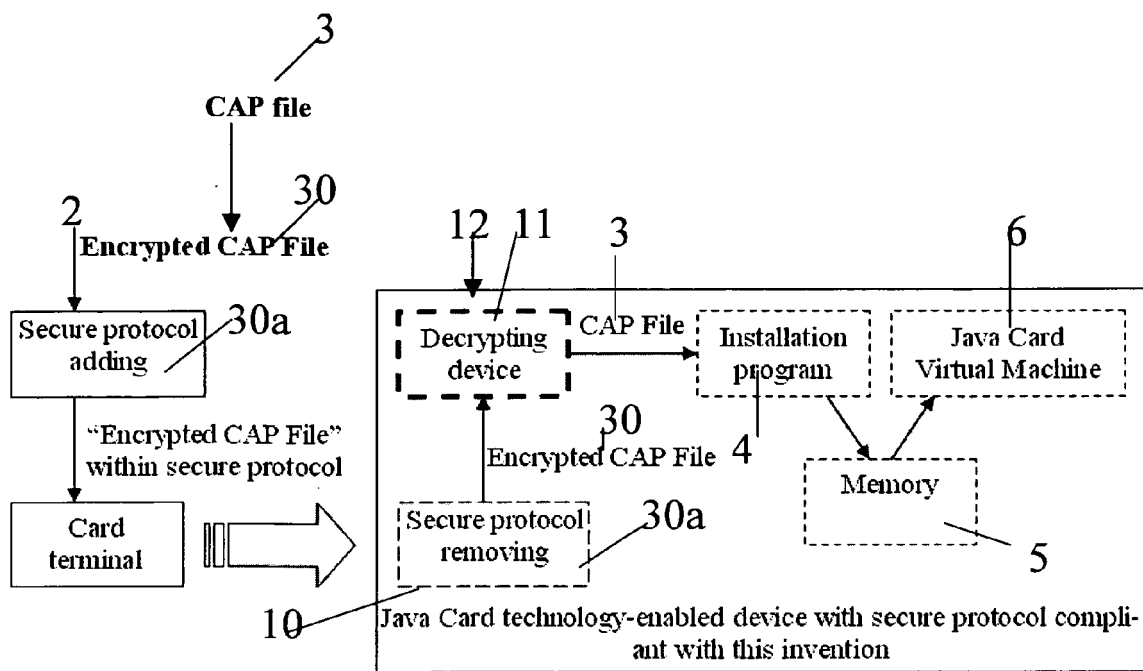 3
CAP file
30
2
Encrypted CAP File
Secure protocol
adding
30a
"Encrypted CAP File"
within secure protocol
Card
terminal
12
11
3
6
Decrypting
device
CAP File
Installation
program
Java Card
Virtual Machine
30
Encrypted CAP File
4
Memory
5
Secure protocol
removing
30a
10
Java Card technology-enabled device with secure protocol compli-
ant with this invention